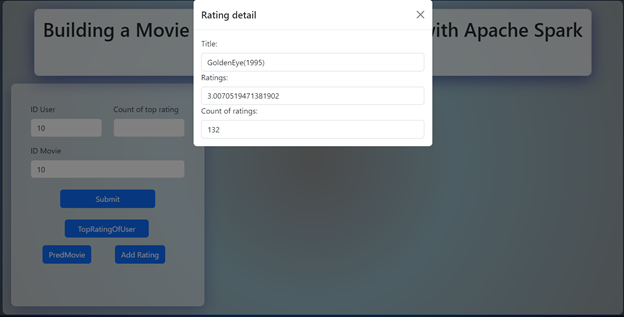 Building a Movie
with Apache Spark
Rating detail
Title:
GoldenEye(1995)
Ratings:
3.0070519471381902
Count of ratings:
132
ID User
Count of top rating
10
ID Movie
10
Submit
TopRatingOfUser
PredMovie
Add Rating